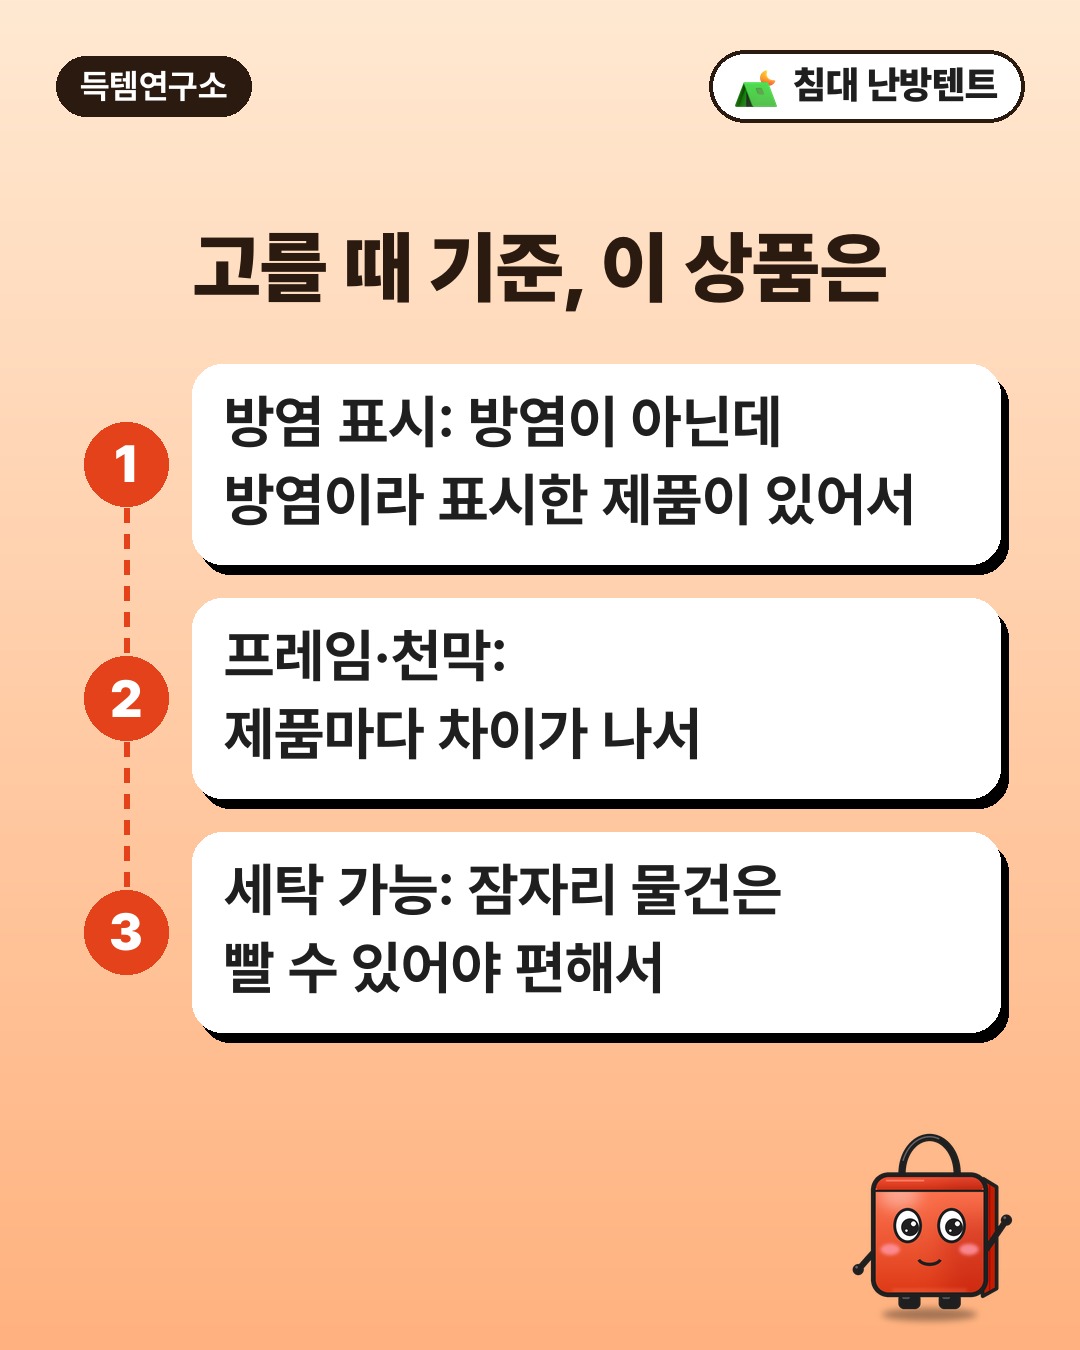 득템연구소
침대 난방텐트
고를 때 기준, 이 상품은
1
방염 표시: 방염이 아닌데
방염이라 표시한 제품이 있어서
2
프레임·천막:
제품마다 차이가 나서
3
세탁 가능: 잠자리 물건은
빨 수 있어야 편해서